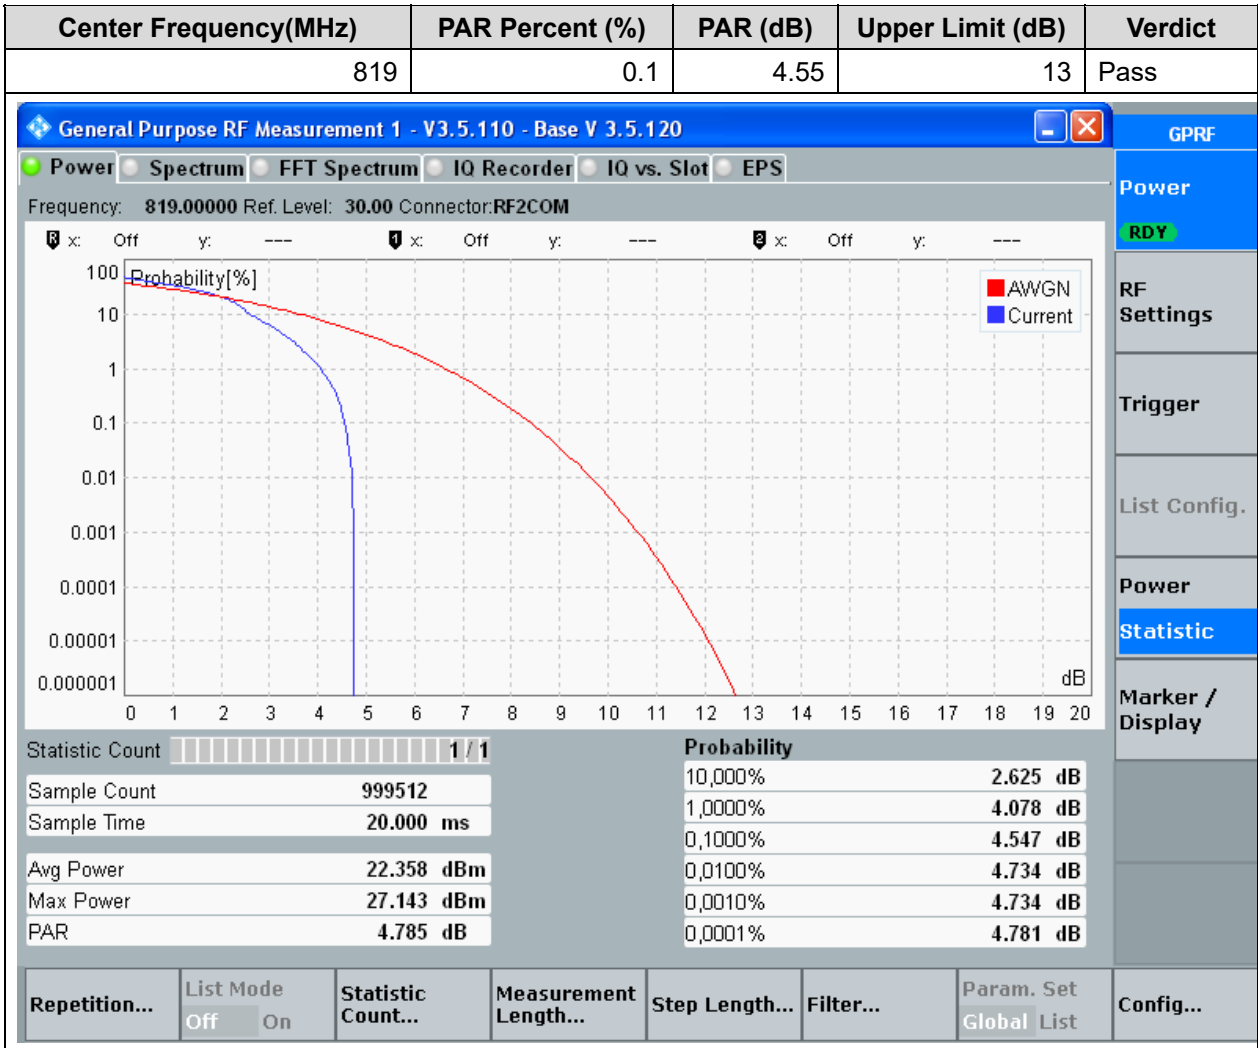 Center Frequency(MHz) PAR Percent (%) PAR (dB) Upper Limit (dB) Verdict
819 0.1 4.55 13 Pass
General Purpose RF Measurement 1 - V3.5.110 - Base V 3.5.120
GPRF
Power Spectrum FFT Spectrum IQ Recorder IQ vs. Slot EPS
Power
RDY
Frequency: 819.00000 Ref. Level: 30.00 Connector:RF2COM
R x: Off y: --- 1 x: Off y: --- 2 x: Off y: ---
Probability[%]
AWGN
Current
100
10
1
0.1
0.01
0.001
0.0001
0.00001
0.000001
dB
0 1 2 3 4 5 6 7 8 9 10 11 12 13 14 15 16 17 18 19 20
RF
Settings
Trigger
List Config.
Power
Statistic
Marker /
Display
Statistic Count 1 / 1
Sample Count 999512
Sample Time 20.000 ms
Avg Power 22.358 dBm
Max Power 27.143 dBm
PAR 4.785 dB
Probability
10,000% 2.625 dB
1,0000% 4.078 dB
0,1000% 4.547 dB
0,0100% 4.734 dB
0,0010% 4.734 dB
0,0001% 4.781 dB
Repetition...
List Mode
Off On
Statistic
Count...
Measurement
Length...
Step Length...
Filter...
Param. Set
Global List
Config...